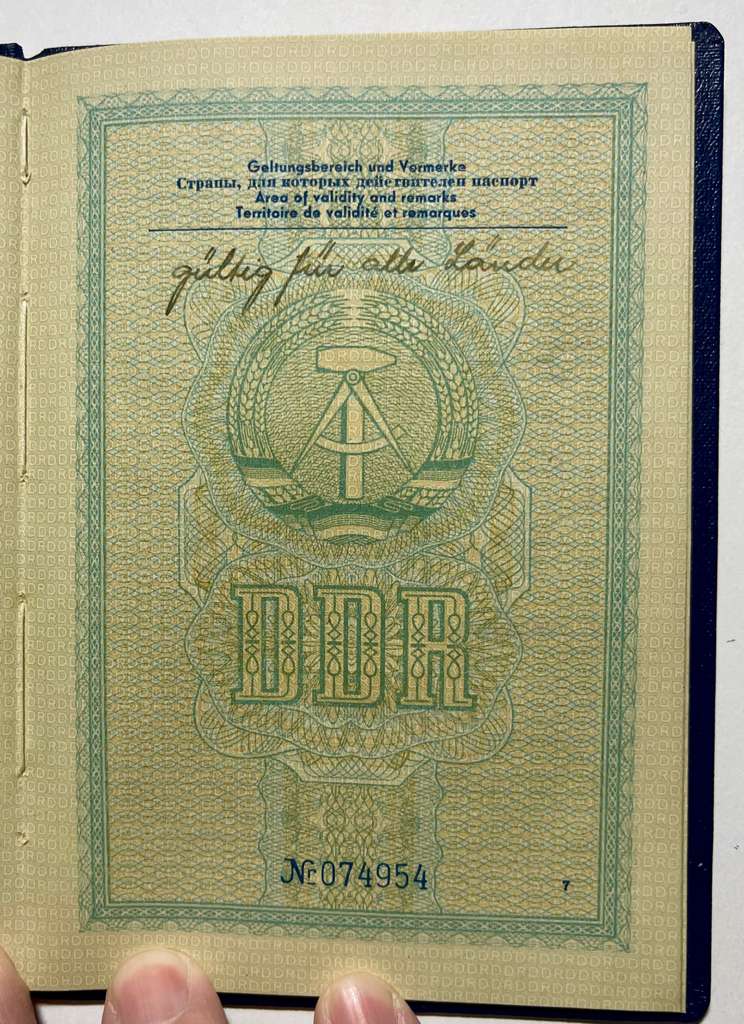 Geltungsbereich und Vermerke
Страны, для которых действителен паспорт
Area of validity and remarks
Territoire de validité et remarques
gültig für alle Länder
DDR
Nr 074954
7